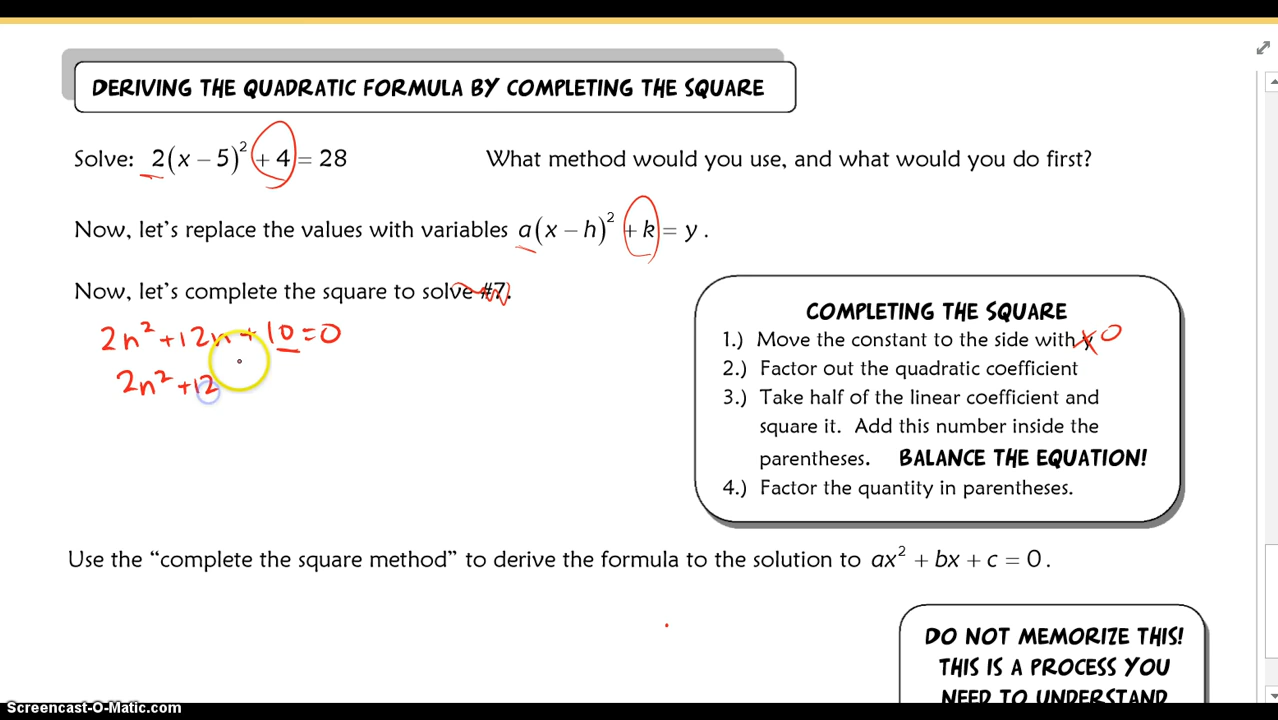 DERIVING THE QUADRATIC FORMULA BY COMPLETING THE SQUARE
Solve: 2(x – 5)² + 4 = 28 What method would you use, and what would you do first?
Now, let's replace the values with variables a(x – h)² + k = y .
Now, let's complete the square to solve #7.
2n² + 12n + 10 = 0
2n² + 12
COMPLETING THE SQUARE
1.) Move the constant to the side with 0
2.) Factor out the quadratic coefficient
3.) Take half of the linear coefficient and
square it. Add this number inside the
parentheses. BALANCE THE EQUATION!
4.) Factor the quantity in parentheses.
Use the “complete the square method” to derive the formula to the solution to ax² + bx + c = 0 .
DO NOT MEMORIZE THIS!
THIS IS A PROCESS YOU
NEED TO UNDERSTAND
Screencast-O-Matic.com